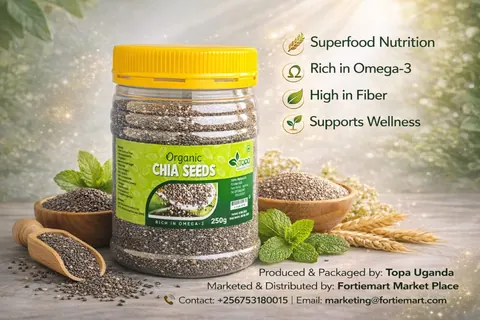 Superfood Nutrition
Rich in Omega-3
High in Fiber
Supports Wellness
Organic
CHIA SEEDS
RICH IN OMEGA-3
250g
Produced & Packaged by: Topa Uganda
Marketed & Distributed by: Fortiemart Market Place
Contact: +256753180015 | Email: marketing@fortiemart.com